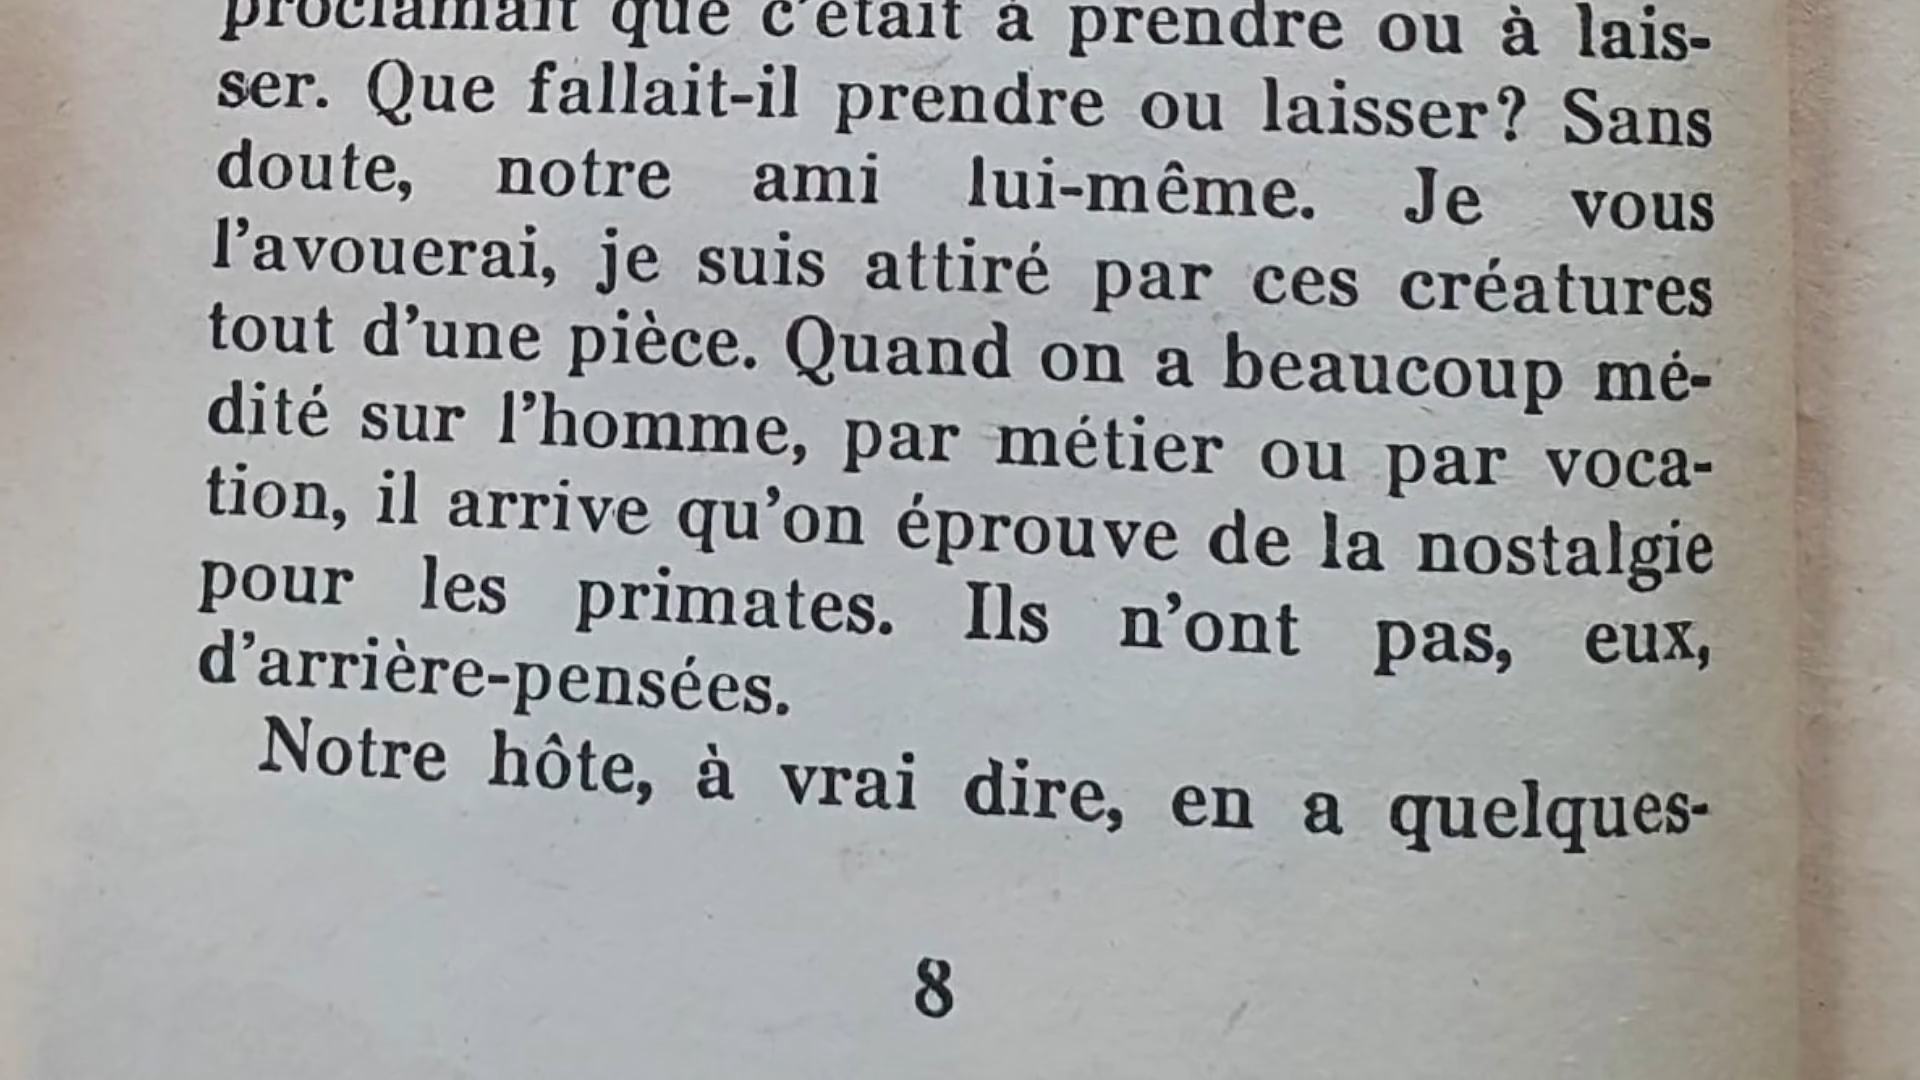 proclamait que c'était à prendre ou à lais-
ser. Que fallait-il prendre ou laisser? Sans
doute, notre ami lui-même. Je vous
l'avouerai, je suis attiré par ces créatures
tout d'une pièce. Quand on a beaucoup mé-
dité sur l'homme, par métier ou par voca-
tion, il arrive qu'on éprouve de la nostalgie
pour les primates. Ils n'ont pas, eux,
d'arrière-pensées.
Notre hôte, à vrai dire, en a quelques-
8